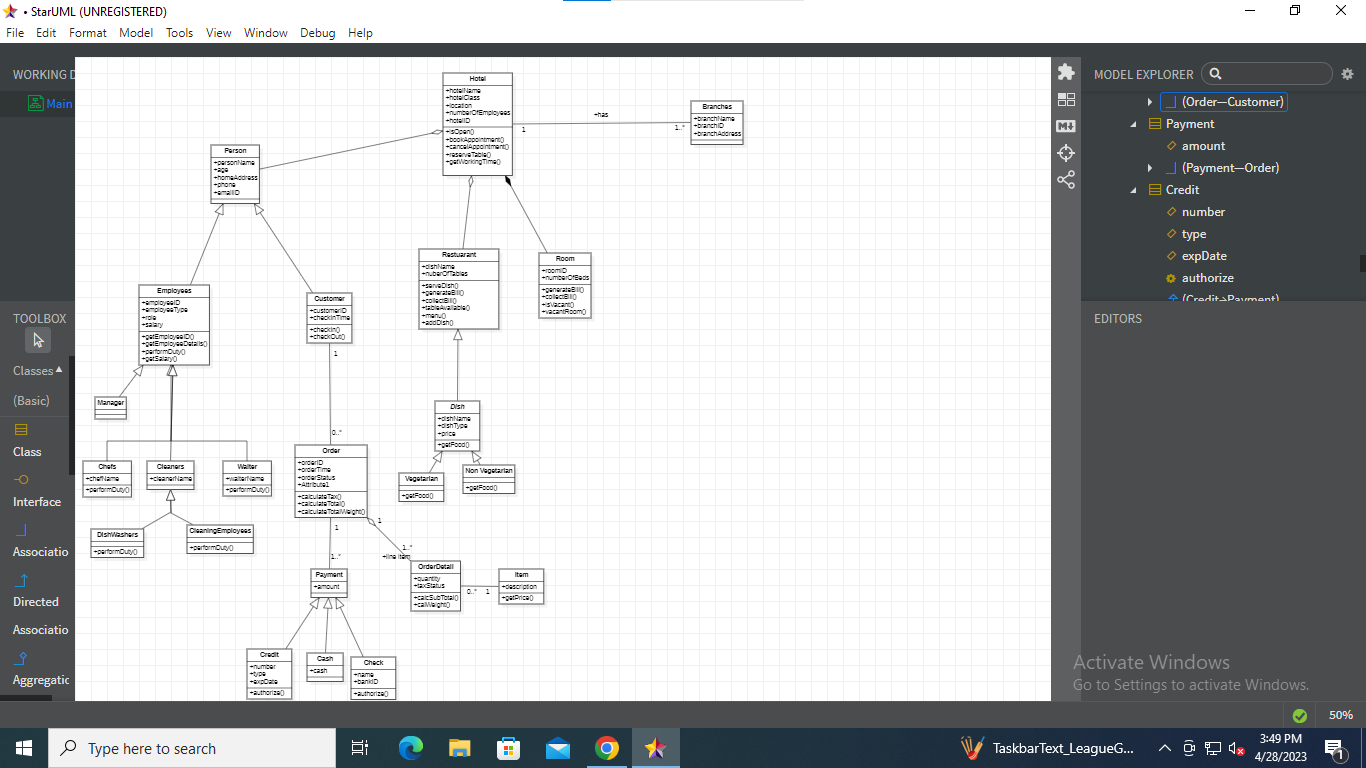 • StarUML (UNREGISTERED)
File Edit Format Model Tools View Window Debug Help
WORKING D
Main
TOOLBOX
Classes
(Basic)
Class
Interface
Associatio
Directed
Associatio
Aggregatic
Hotel
+hotelName
+hotelClass
+location
+numberOfEmployees
+hotelID
+isOpen()
+bookAppointment()
+cancelAppointment()
+reserveTable()
+getWorkingTime()
+has
1
1..*
Branches
+branchName
+branchID
+branchAddress
Person
+personName
+age
+homeAddress
+phone
+emailID
Restuarant
+dishName
+nuberOfTables
+serveDish()
+generateBill()
+collectBill()
+tableAvailable()
+menu()
+addDish()
Room
+roomID
+numberOfBeds
+generateBill()
+collectBill()
+isVacant()
+vacantRoom()
Employees
+employeeID
+employeeType
+role
+salary
+getEmployeeID()
+getEmployeeDetails()
+performDuty()
+getSalary()
Customer
+customerID
+checkInTime
+checkIn()
+checkOut()
1
0..*
Manager
Dish
+dishName
+dishType
+price
+getFood()
Chefs
+chefName
+performDuty()
Cleaners
+cleanerName
Waiter
+waiterName
+performDuty()
Order
+orderID
+orderTime
+orderStatus
+Attribute1
+calculateTax()
+calculateTotal()
+calculateTotalWeight()
Vegetarian
+getFood()
Non Vegetarian
+getFood()
DishWashers
+performDuty()
CleaningEmployees
+performDuty()
1
1
1..*
1..*
+line item
Payment
+amount
OrderDetail
+quantity
+taxStatus
+calcSubTotal()
+calWeight()
0..*
1
Item
+description
+getPrice()
Credit
+number
+type
+expDate
+authorize()
Cash
+cash
Check
+name
+bankID
+authorize()
MODEL EXPLORER
(Order—Customer)
Payment
amount
(Payment—Order)
Credit
number
type
expDate
authorize
(Credit→Payment)
EDITORS
Activate Windows
Go to Settings to activate Windows.
50%
Type here to search
TaskbarText_LeagueG...
3:49 PM
4/28/2023
1